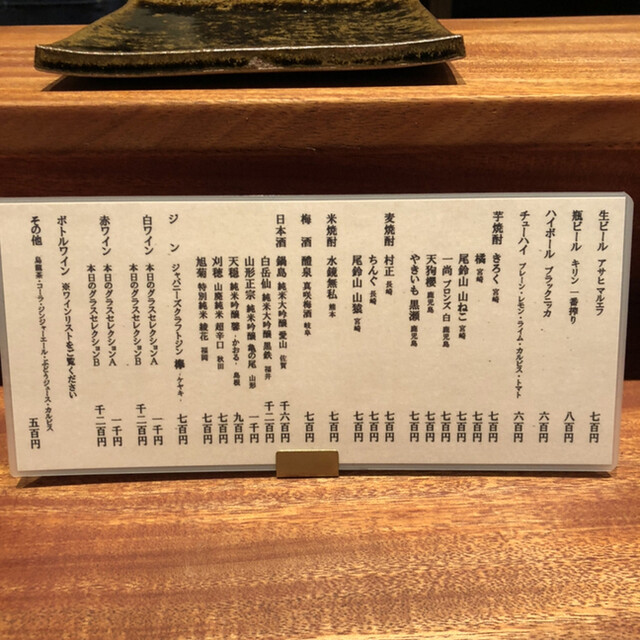 生ビール アサヒ マルエフ 七百円
瓶ビール キリン 一番搾り 八百円
ハイボール ブラックニッカ 六百円
チューハイ プレーン・レモン・ライム・カルピス・トマト 六百円
芋焼酎 きろく 宮崎 七百円
橘 宮崎 七百円
尾鈴山 山ねこ 宮崎 七百円
一尚 ブロンズ・白 鹿児島 七百円
天狗櫻 鹿児島 七百円
やきいも 黒瀬 鹿児島 七百円
麦焼酎 村正 長崎 七百円
ちんぐ 長崎 七百円
尾鈴山 山猿 宮崎 七百円
米焼酎 水鏡無私 熊本 七百円
梅酒 醴泉 真咲梅酒 岐阜 七百円
日本酒 鍋島 純米大吟醸 愛山 佐賀 千六百円
白岳仙 純米大吟醸 黒鉄 福井 千二百円
山形正宗 純米吟醸 亀の尾 山形 一千円
天穏 純米吟醸 馨 -かおる- 島根 九百円
刈穂 山廃純米 超辛口 秋田 七百円
旭菊 特別純米 綾花 福岡 七百円
ジン ジャパニーズクラフトジン 欅 -ケヤキ- 七百円
白ワイン 本日のグラスセレクションA 一千円
本日のグラスセレクションB 千二百円
赤ワイン 本日のグラスセレクションA 一千円
本日のグラスセレクションB 千二百円
ボトルワイン ※ワインリストをご覧ください
その他 烏龍茶・コーラ・ジンジャーエール・ぶどうジュース・カルピス 五百円